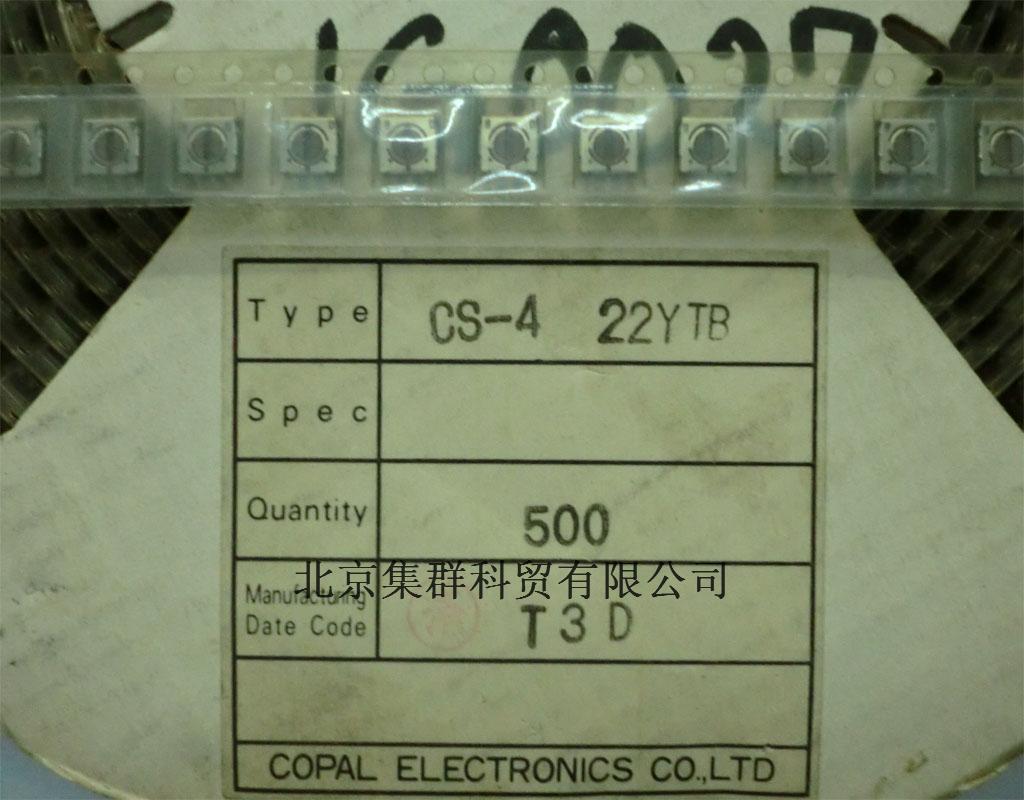 Type CS-4 22YTB
Spec
Quantity 500
北京集群科贸有限公司
Manufacturing
Date Code T3D
COPAL ELECTRONICS CO.,LTD